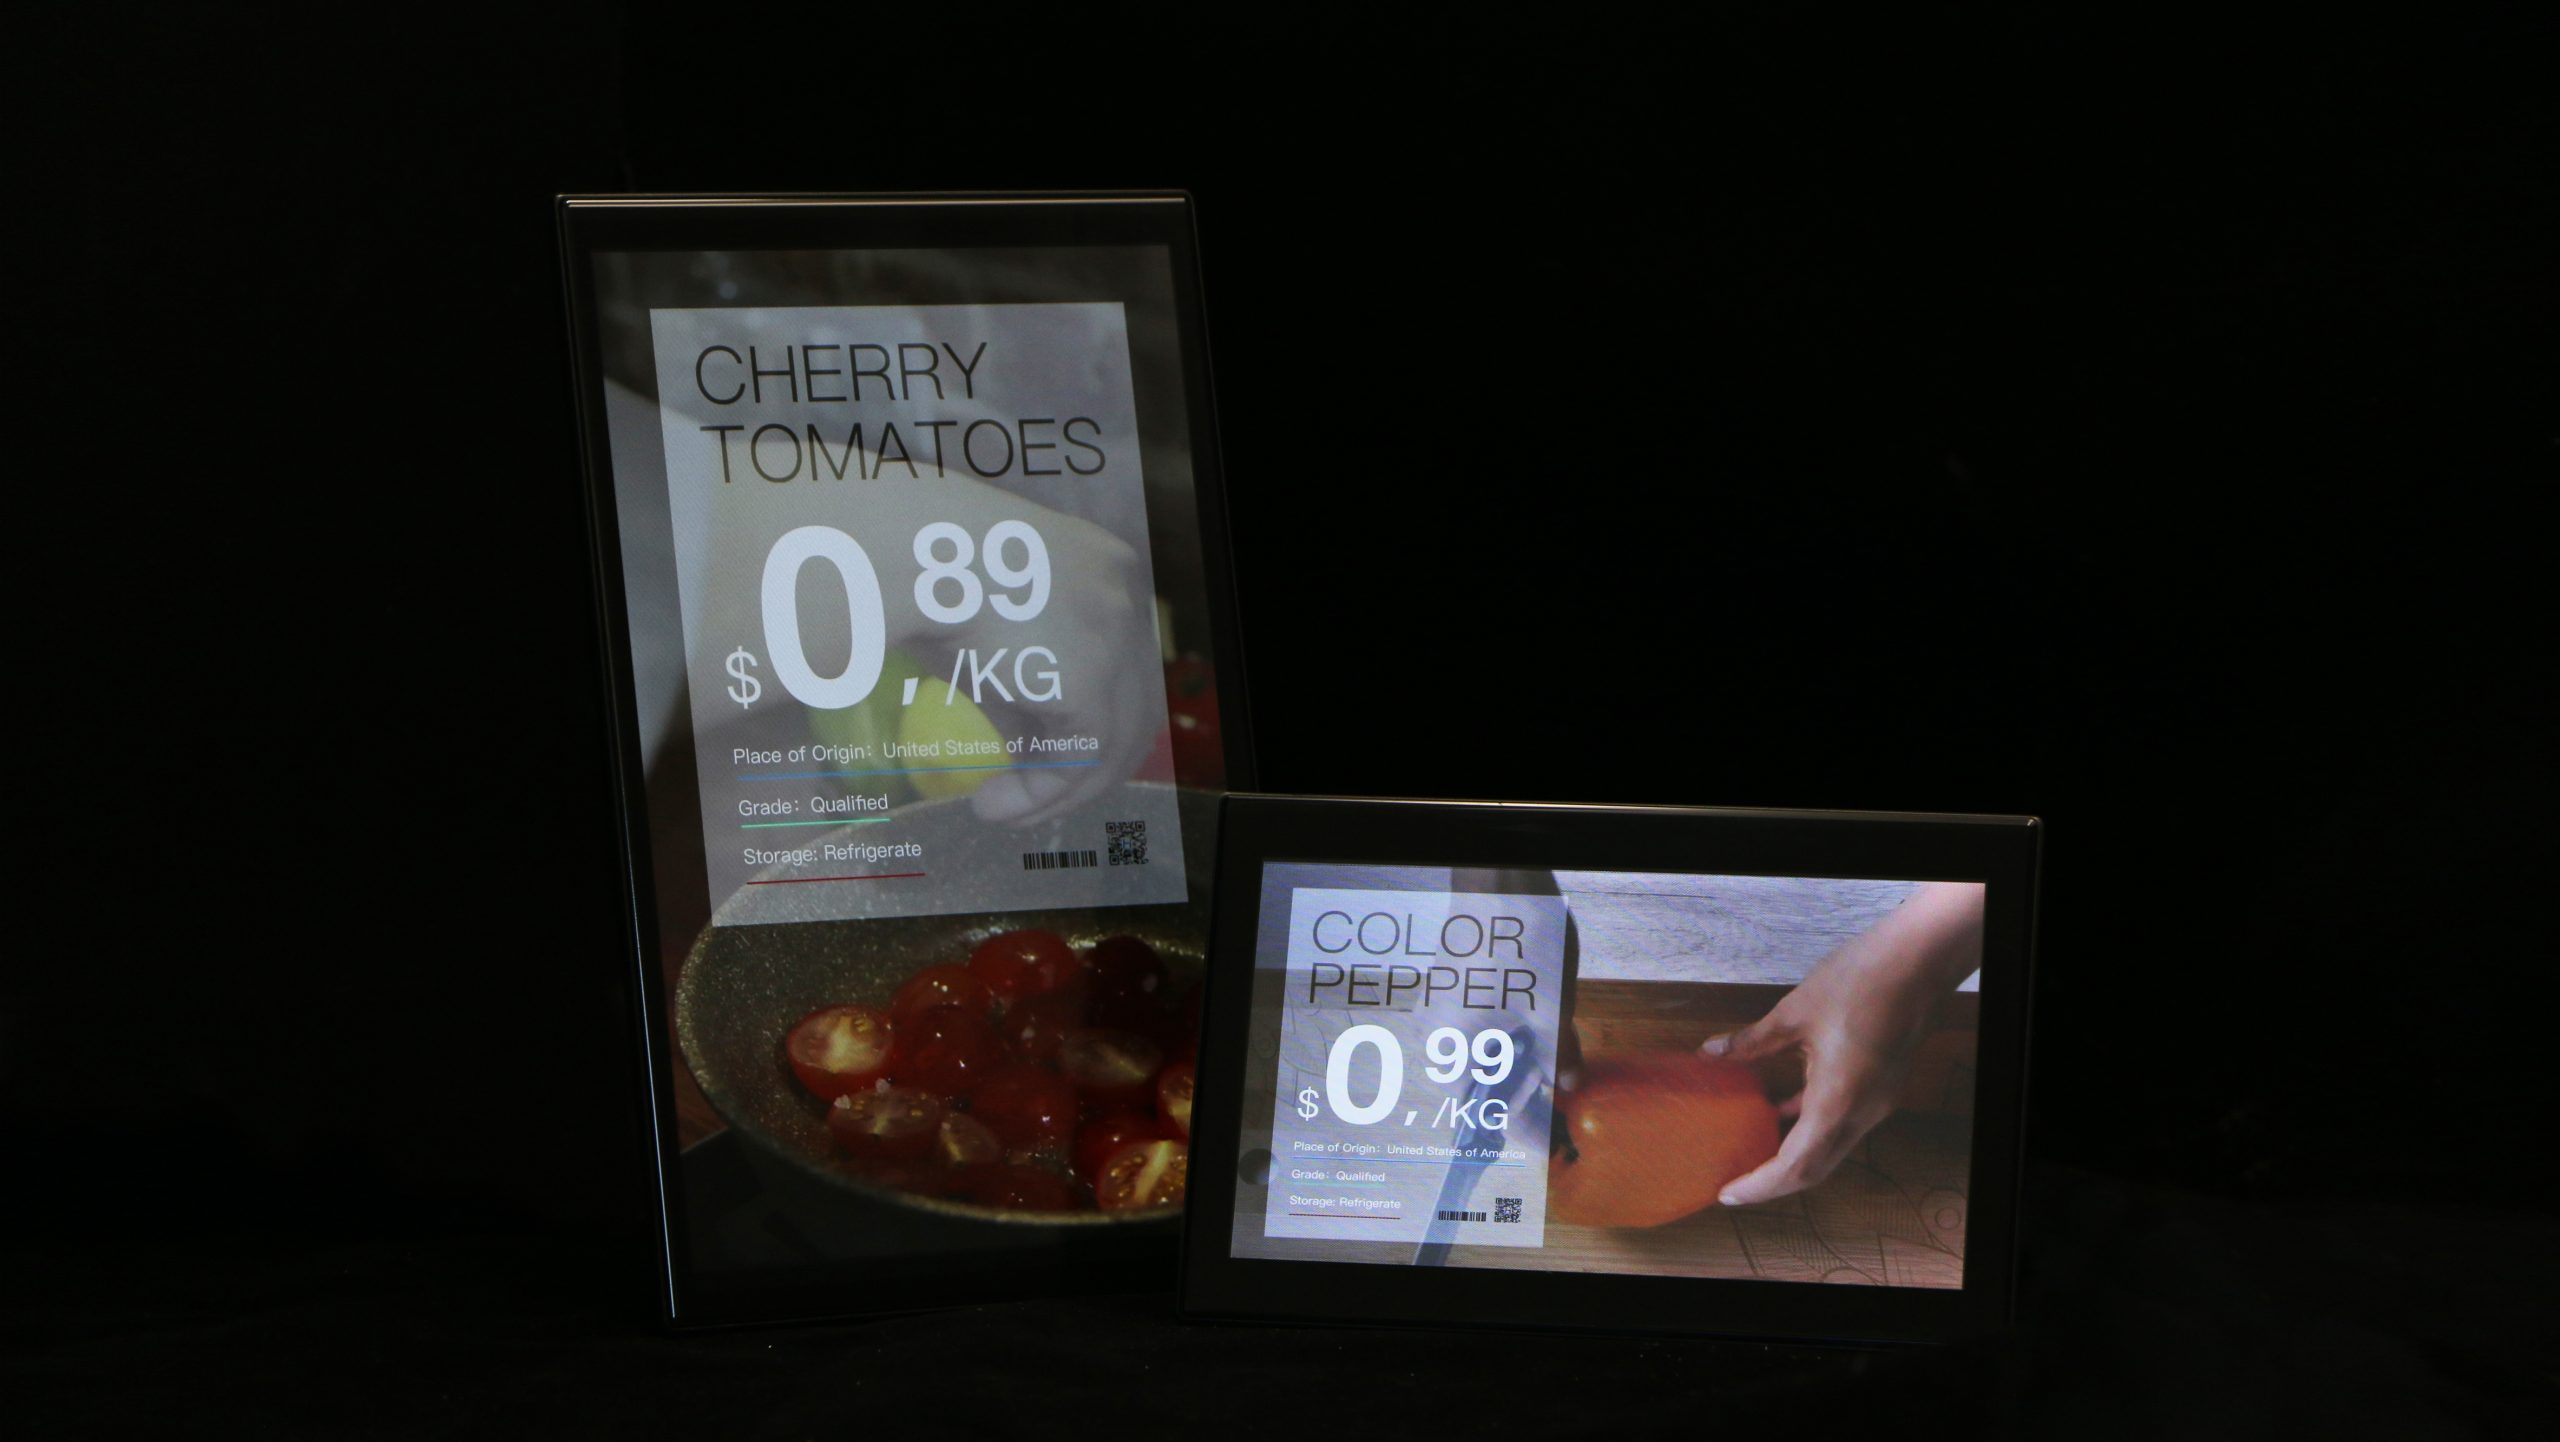 CHERRY
TOMATOES
$0,89/KG
Place of Origin: United States of America
Grade: Qualified
Storage: Refrigerate
COLOR
PEPPER
$0,99/KG
Place of Origin: United States of America
Grade: Qualified
Storage: Refrigerate